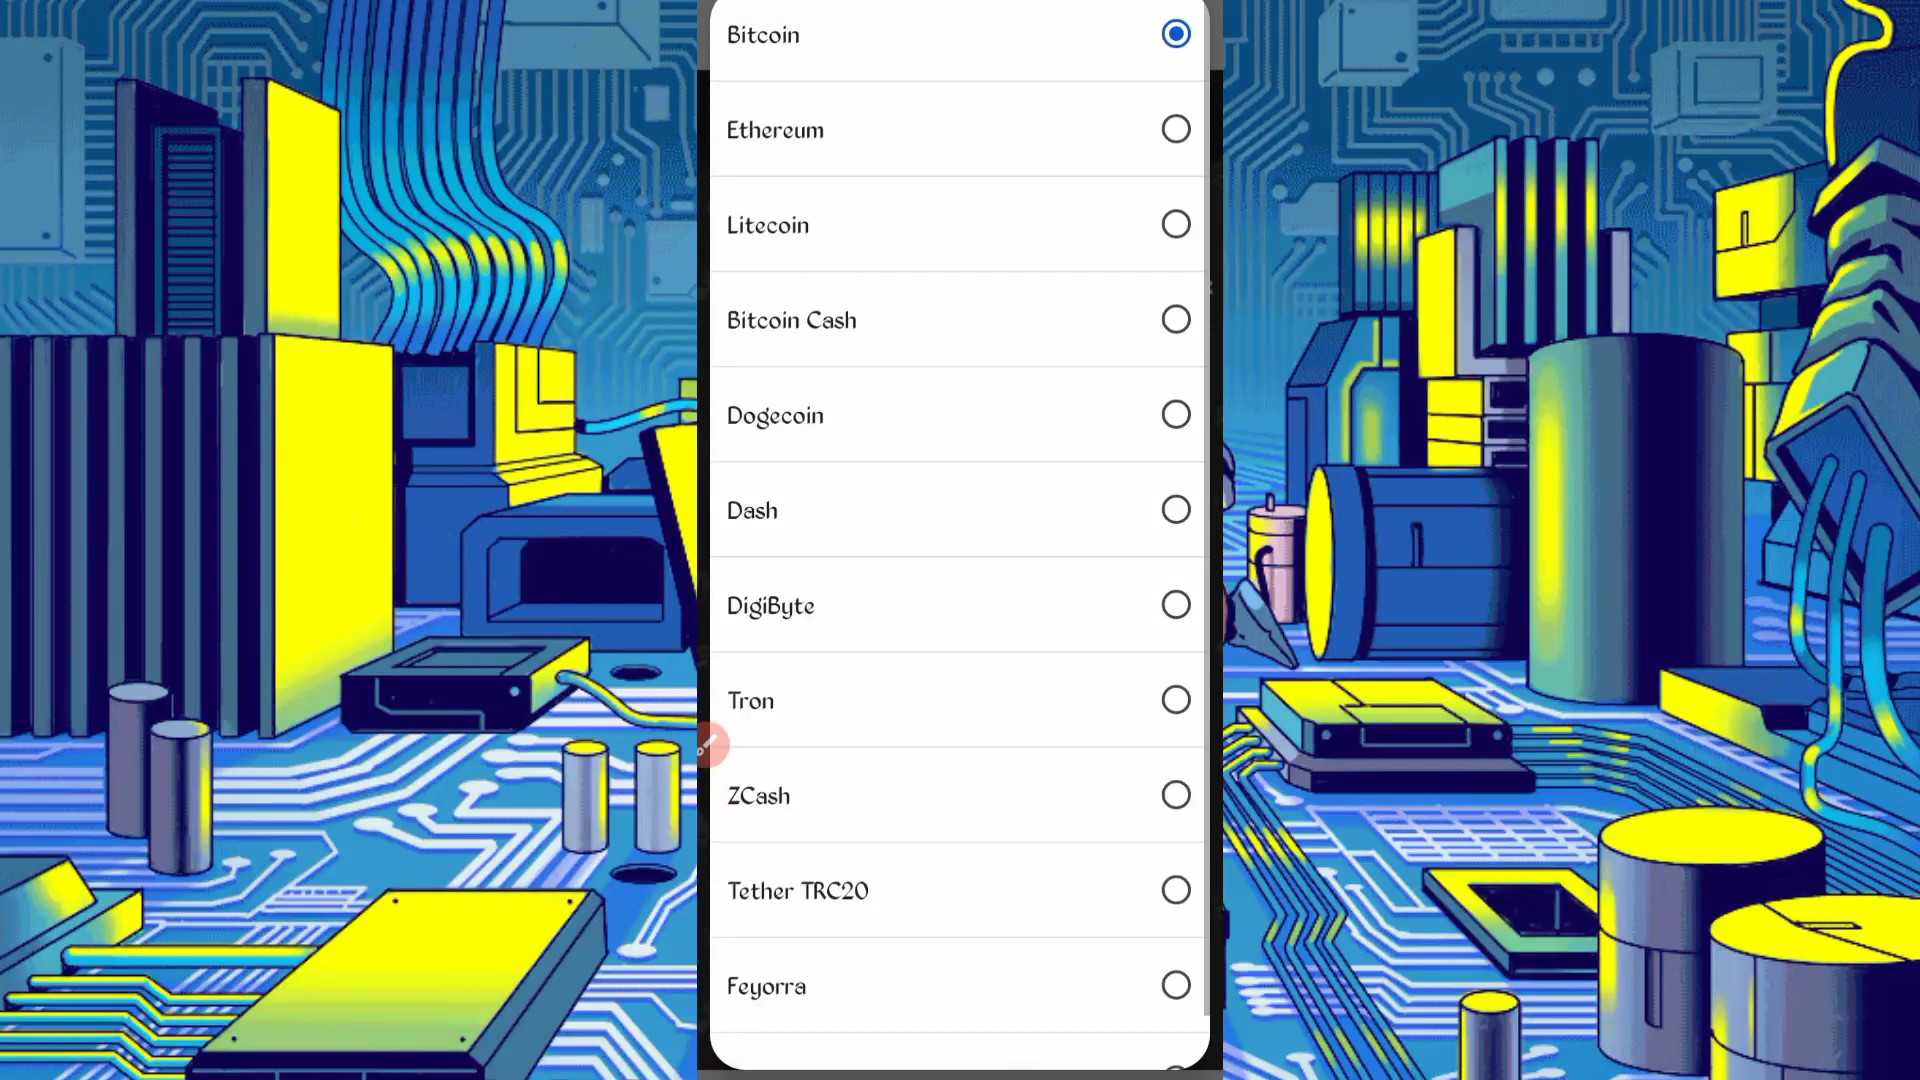 Bitcoin
Ethereum
Litecoin
Bitcoin Cash
Dogecoin
Dash
DigiByte
Tron
ZCash
Tether TRC20
Feyorra